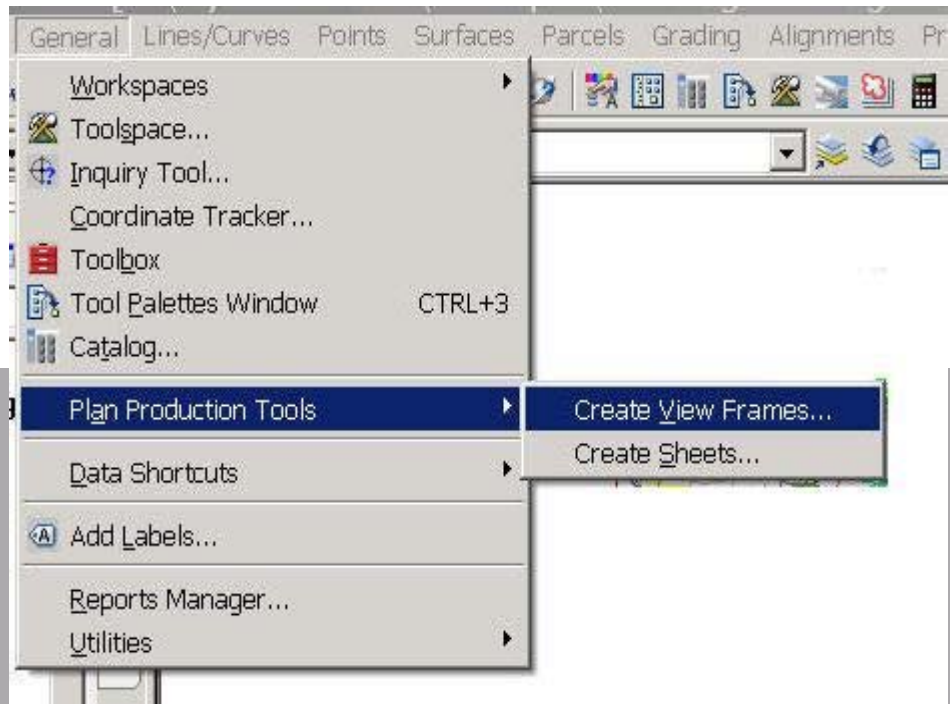 General Lines/Curves Points Surfaces Parcels Grading Alignments Pr
Workspaces
Toolspace...
Inquiry Tool...
Coordinate Tracker...
Toolbox
Tool Palettes Window CTRL+3
Catalog...
Plan Production Tools
Create View Frames...
Create Sheets...
Data Shortcuts
Add Labels...
Reports Manager...
Utilities